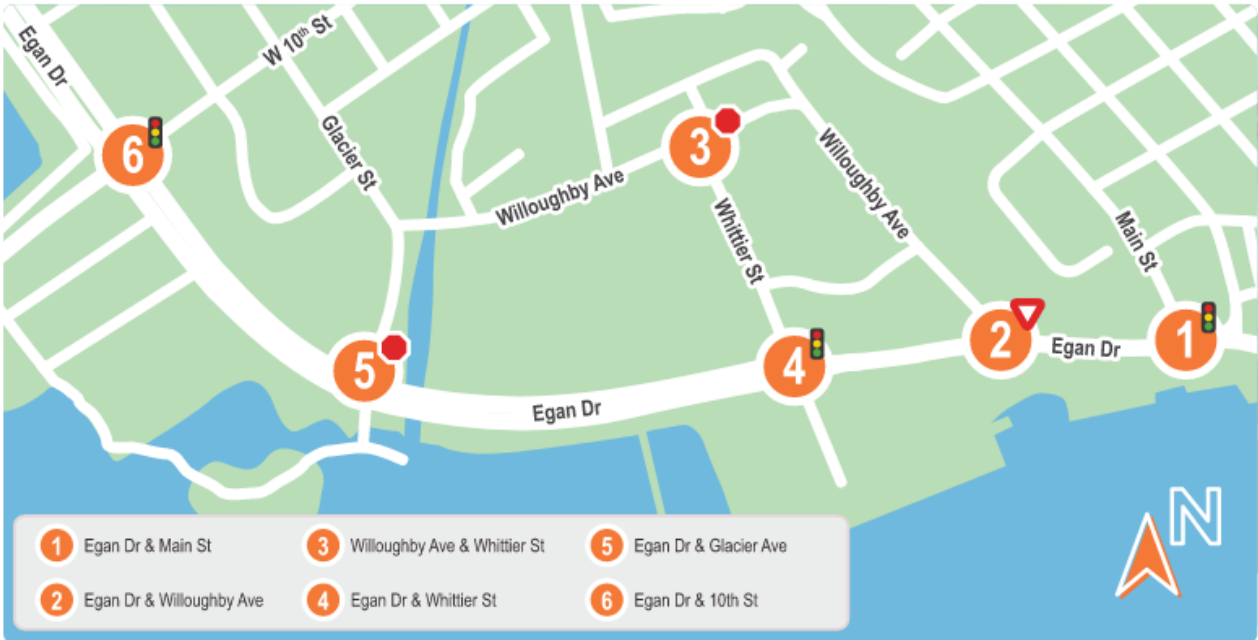 Egan Dr
W 10th St
Glacier St
6
3
Willoughby Ave
Willoughby Ave
Whittier St
Main St
5
4
2
Egan Dr
1
Egan Dr
N
1 Egan Dr & Main St
3 Willoughby Ave & Whittier St
5 Egan Dr & Glacier Ave
2 Egan Dr & Willoughby Ave
4 Egan Dr & Whittier St
6 Egan Dr & 10th St